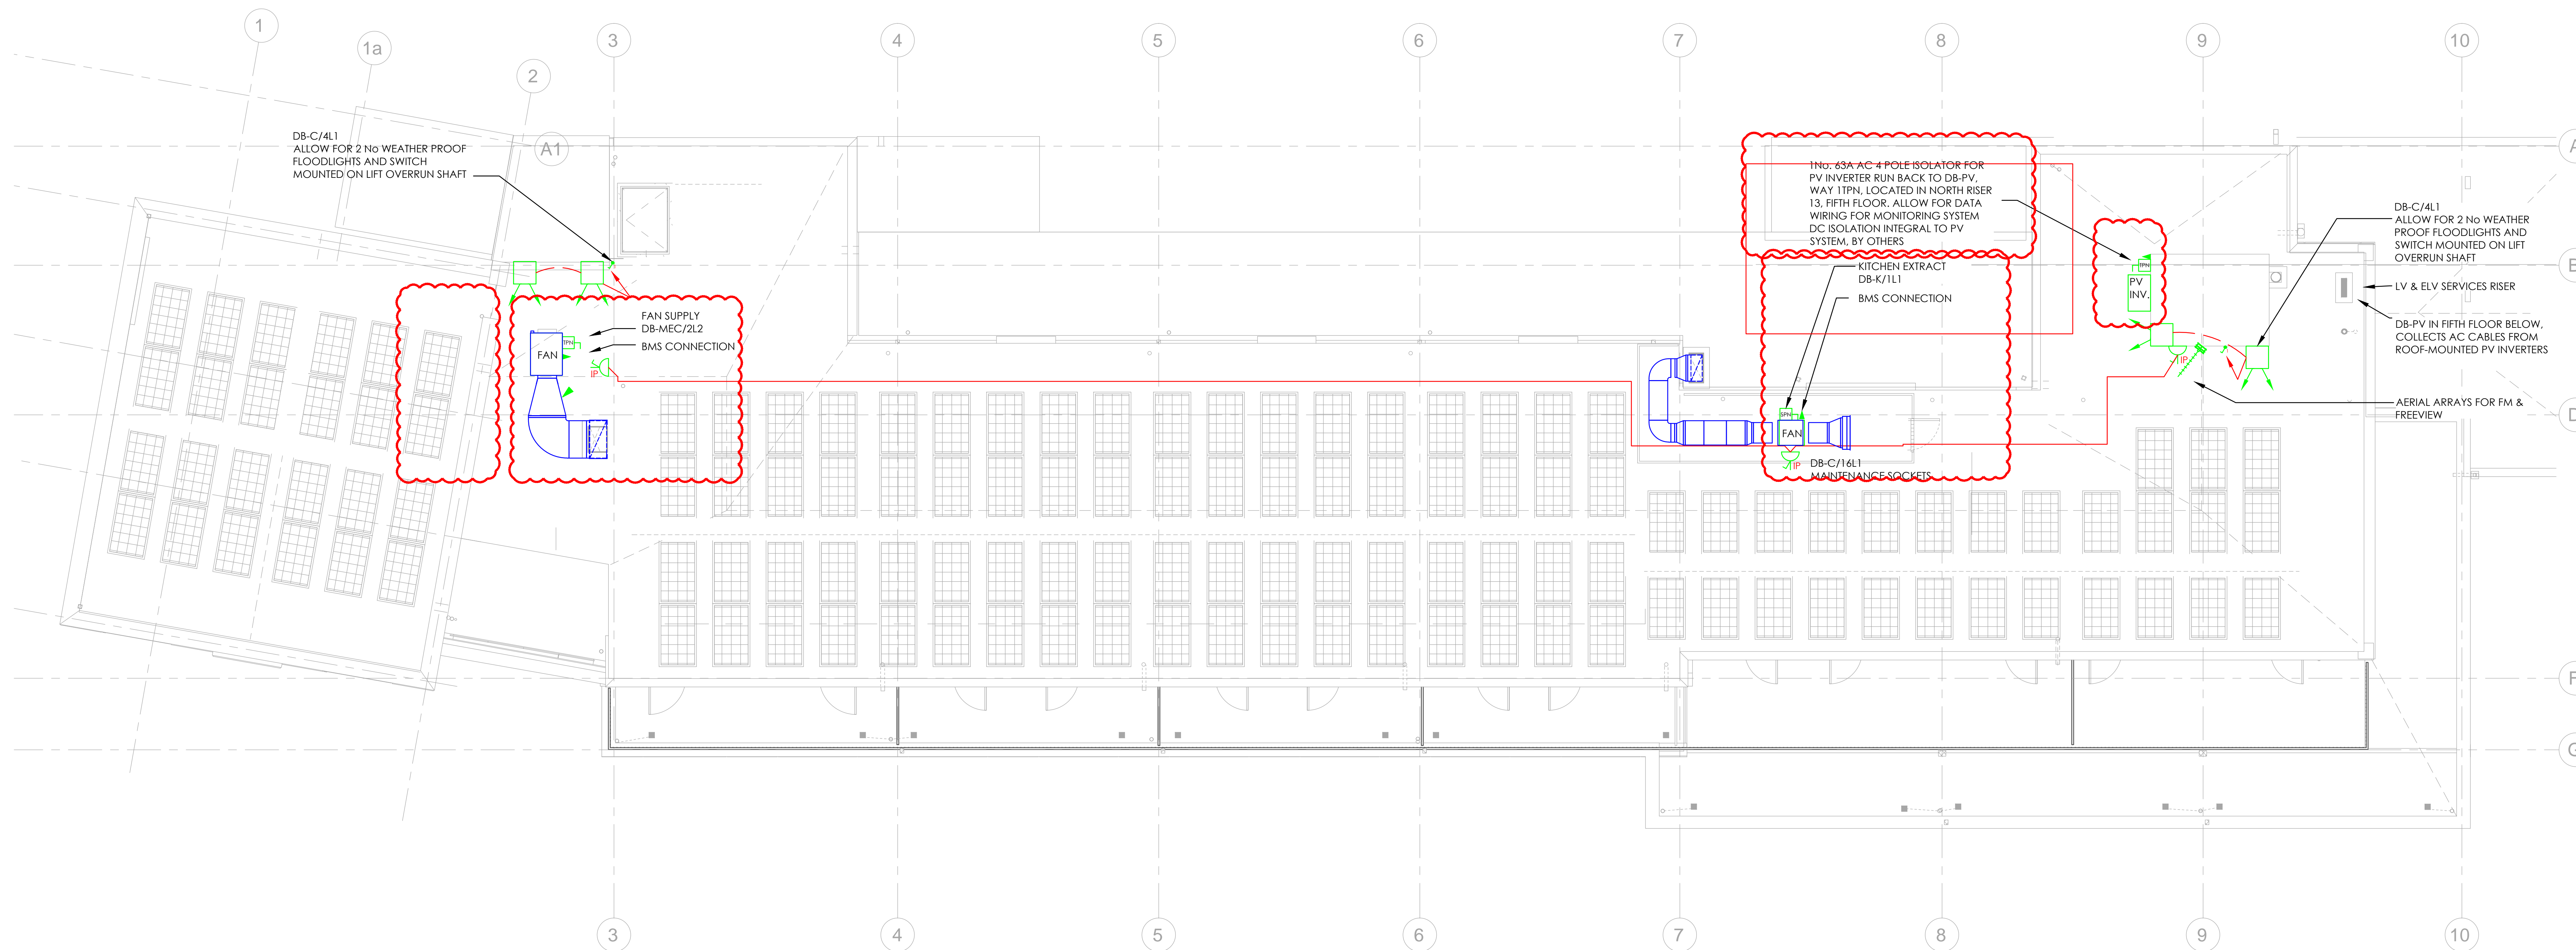 1
1a
2
3
4
5
6
7
8
9
10
A1
DB-C/4L1
ALLOW FOR 2 No WEATHER PROOF
FLOODLIGHTS AND SWITCH
MOUNTED ON LIFT OVERRUN SHAFT
FAN SUPPLY
DB-MEC/2L2
BMS CONNECTION
FAN
TPN
IP
1No. 63A AC 4 POLE ISOLATOR FOR
PV INVERTER RUN BACK TO DB-PV,
WAY 1TPN, LOCATED IN NORTH RISER
13, FIFTH FLOOR. ALLOW FOR DATA
WIRING FOR MONITORING SYSTEM
DC ISOLATION INTEGRAL TO PV
SYSTEM, BY OTHERS
KITCHEN EXTRACT
DB-K/1L1
BMS CONNECTION
SPN
FAN
IP
DB-C/16L1
MAINTENANCE SOCKETS
TPN
PV
INV.
IP
DB-C/4L1
ALLOW FOR 2 No WEATHER
PROOF FLOODLIGHTS AND
SWITCH MOUNTED ON LIFT
OVERRUN SHAFT
LV & ELV SERVICES RISER
DB-PV IN FIFTH FLOOR BELOW,
COLLECTS AC CABLES FROM
ROOF-MOUNTED PV INVERTERS
AERIAL ARRAYS FOR FM &
FREEVIEW
A
B
D
F
G
3
4
5
6
7
8
9
10